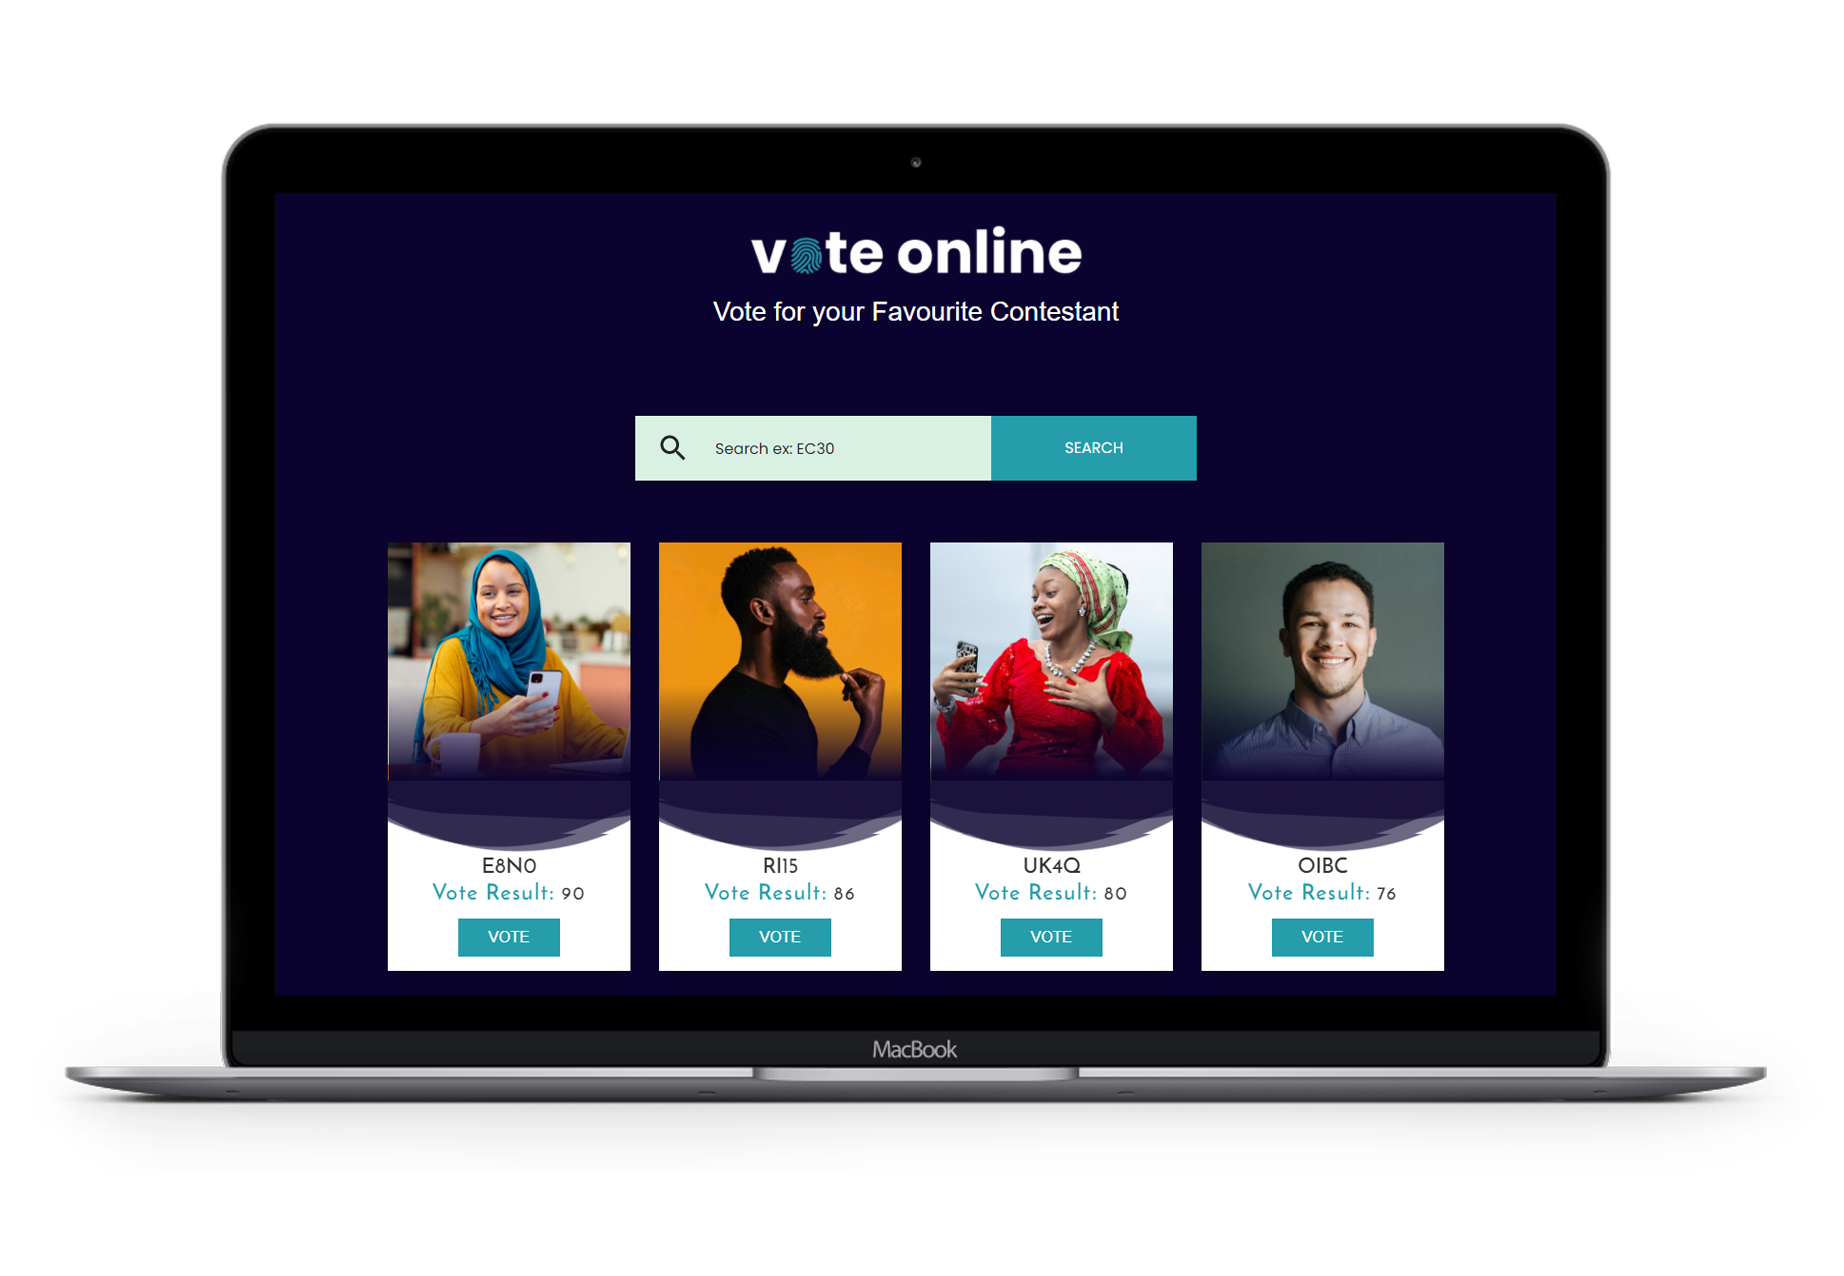 vote online
Vote for your Favourite Contestant
Search ex: EC30
SEARCH
E8N0
Vote Result: 90
VOTE
RI15
Vote Result: 86
VOTE
UK4Q
Vote Result: 80
VOTE
OIBC
Vote Result: 76
VOTE
MacBook